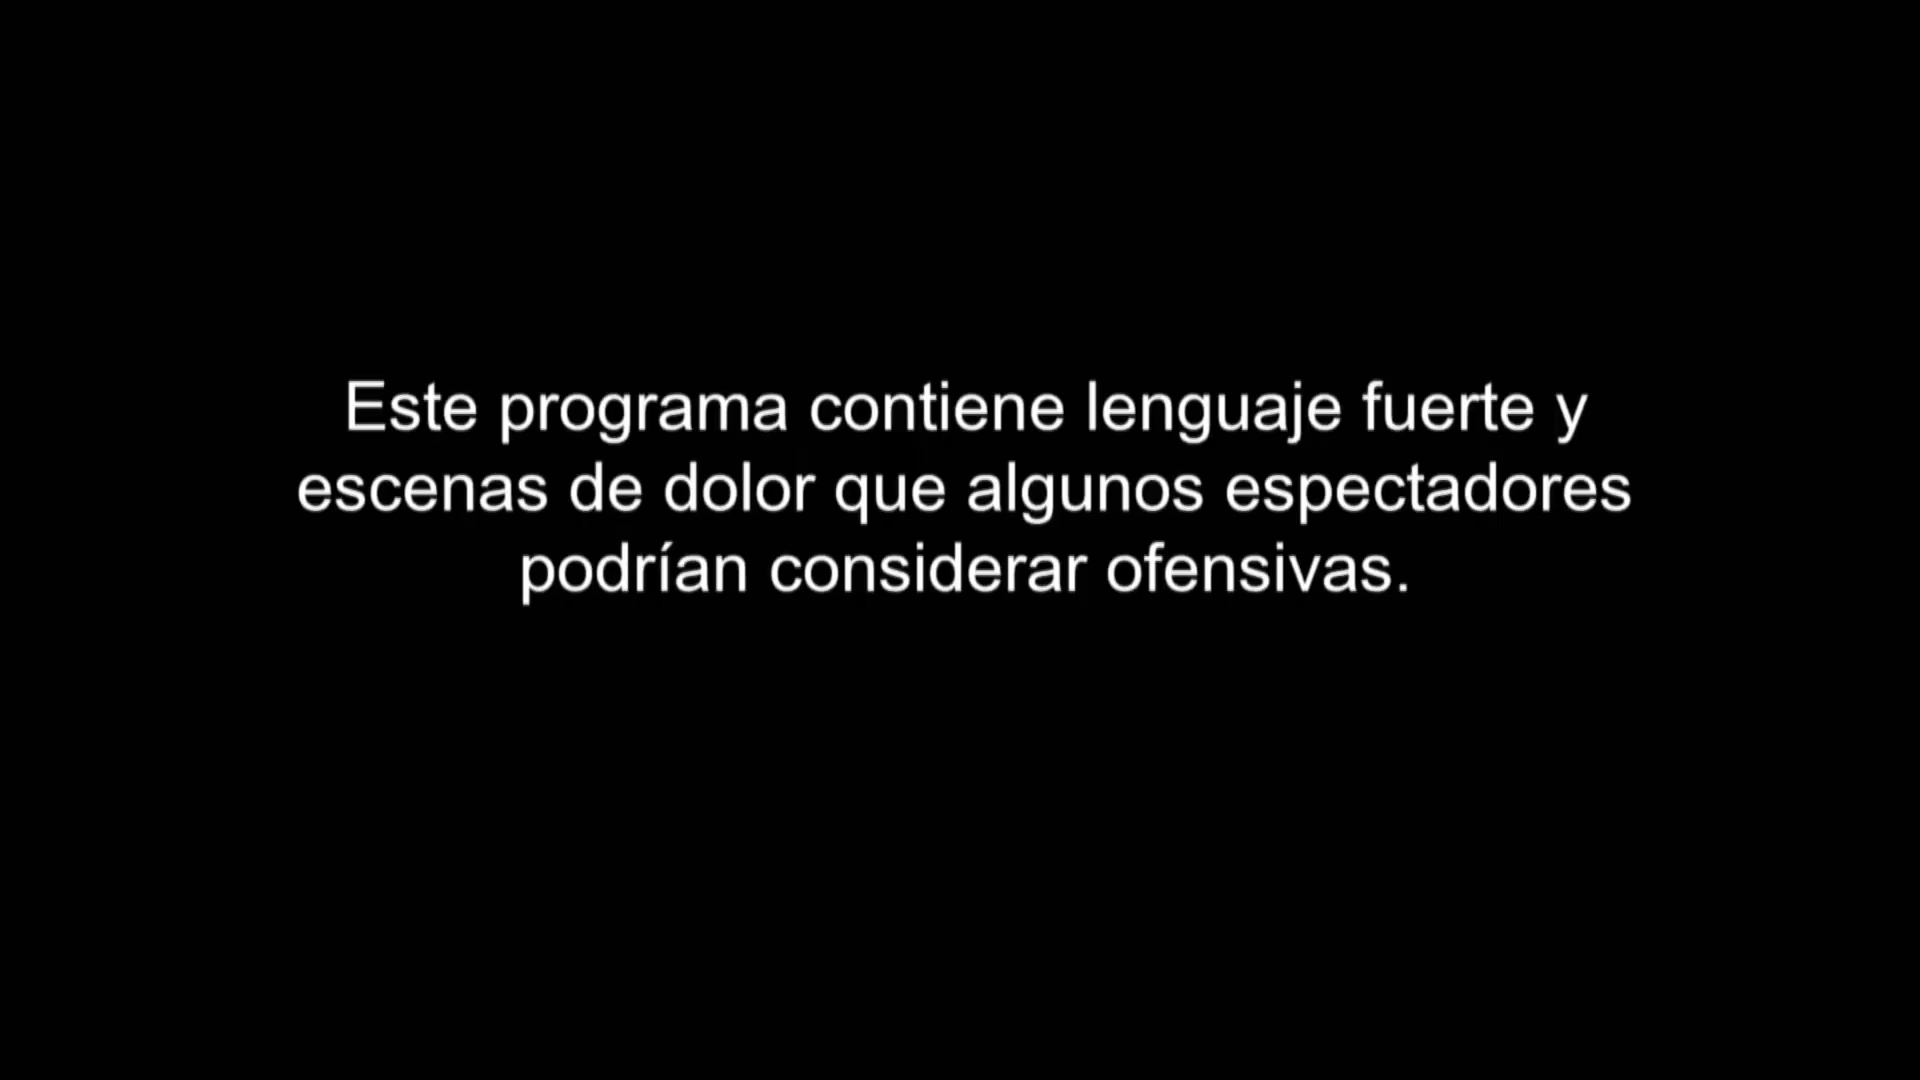 Este programa contiene lenguaje fuerte y
escenas de dolor que algunos espectadores
podrían considerar ofensivas.